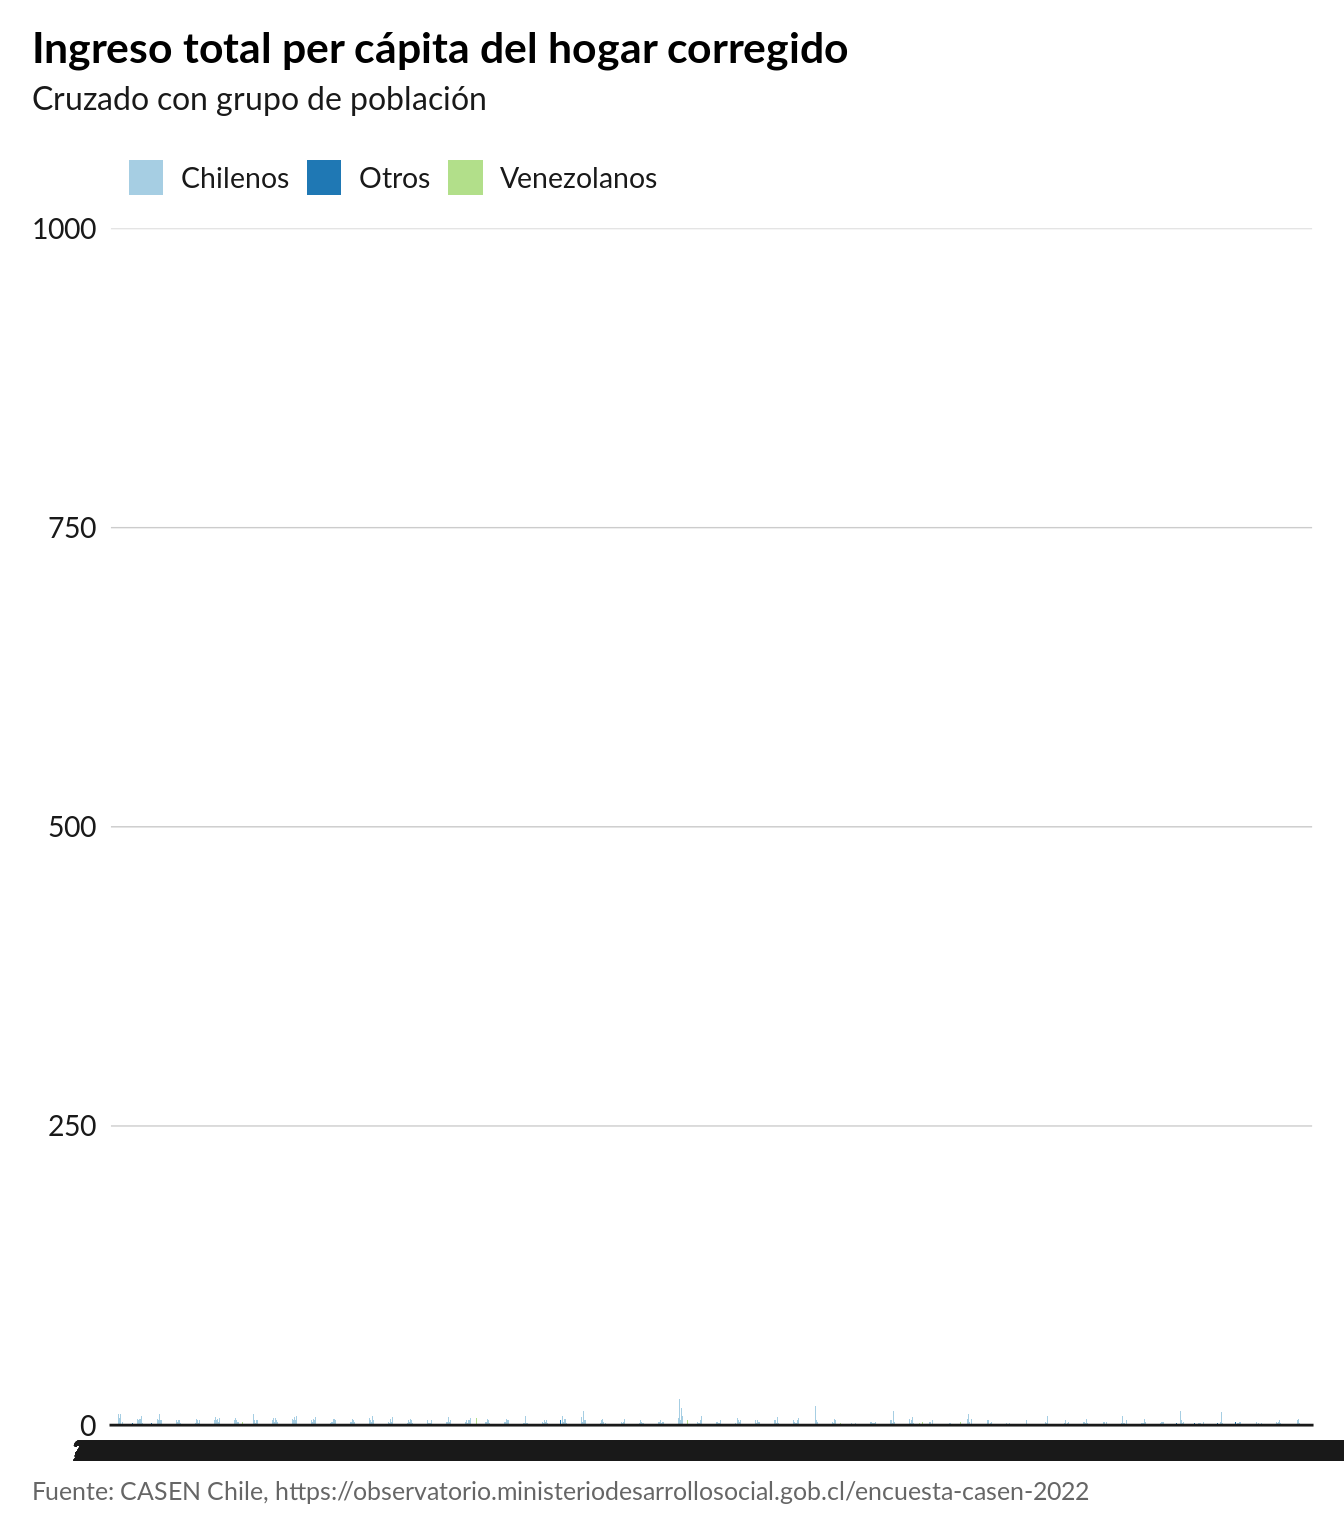 Ingreso total per cápita del hogar corregido
Cruzado con grupo de población
Chilenos Otros Venezolanos
1000
750
500
250
0
Fuente: CASEN Chile, https://observatorio.ministeriodesarrollosocial.gob.cl/encuesta-casen-2022